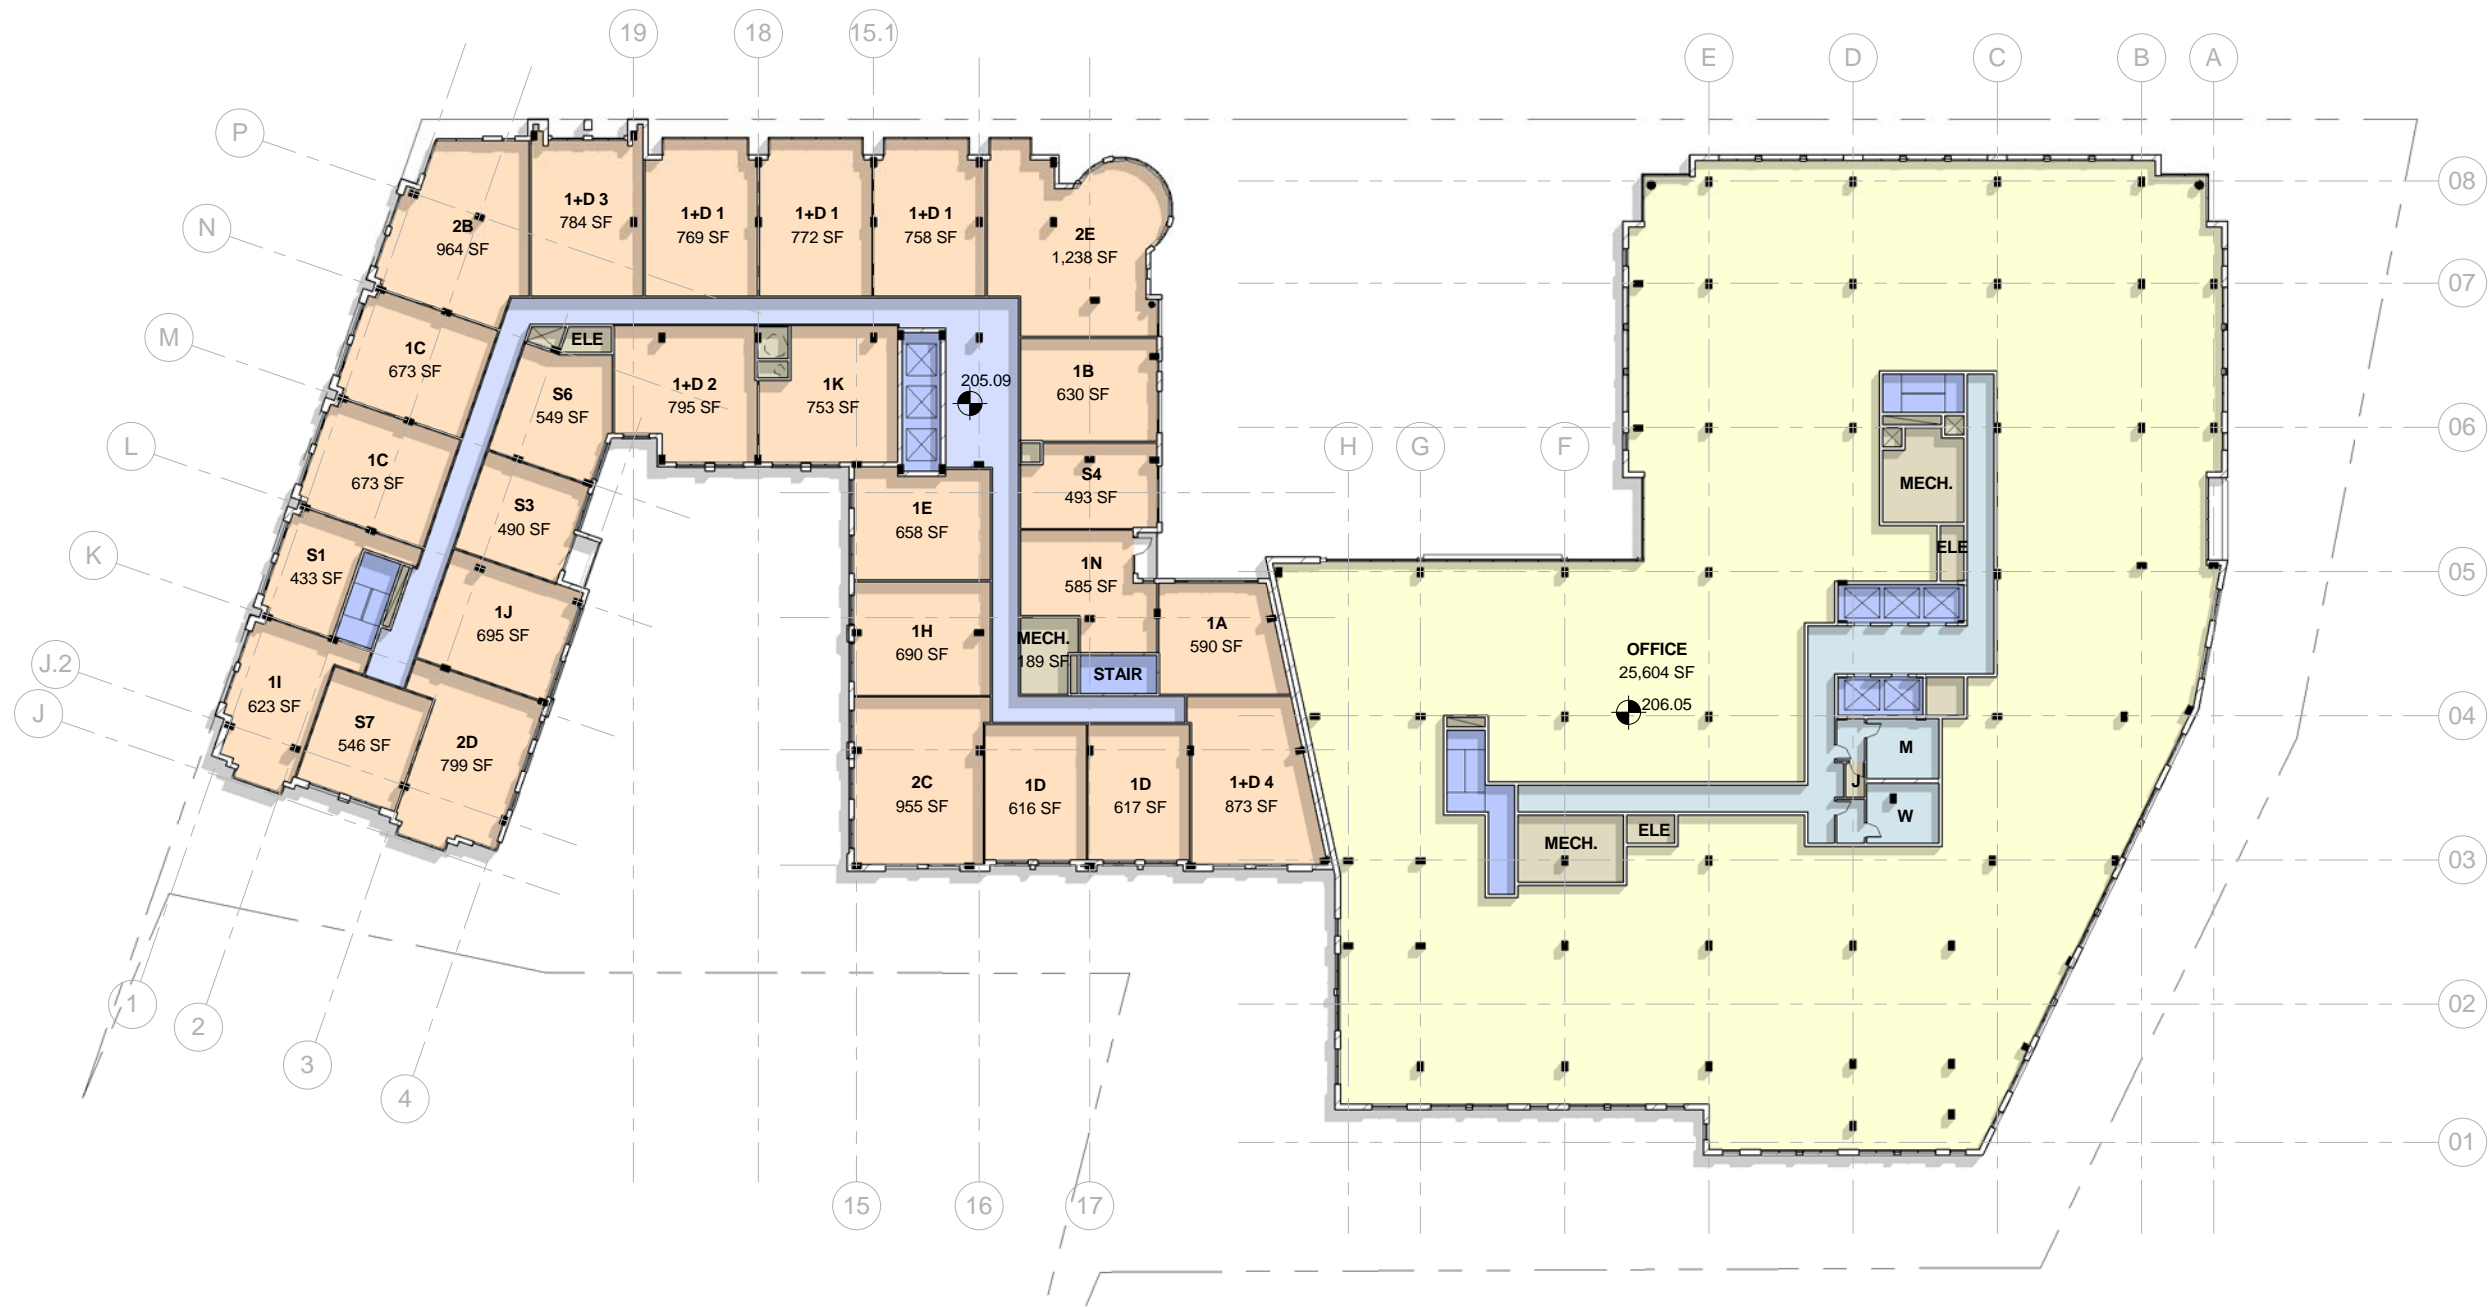 19
18
15.1
E
D
C
B
A
P
N
M
L
K
J.2
J
08
07
06
05
04
03
02
01
H
G
F
1
2
3
4
15
16
17
2B
964 SF
1+D 3
784 SF
1+D 1
769 SF
1+D 1
772 SF
1+D 1
758 SF
2E
1,238 SF
1C
673 SF
ELE
S6
549 SF
1+D 2
795 SF
1K
753 SF
205.09
1B
630 SF
1C
673 SF
S3
490 SF
S4
493 SF
1E
658 SF
S1
433 SF
1J
695 SF
1N
585 SF
1H
690 SF
MECH.
189 SF
STAIR
1A
590 SF
1I
623 SF
S7
546 SF
2D
799 SF
2C
955 SF
1D
616 SF
1D
617 SF
1+D 4
873 SF
OFFICE
25,604 SF
206.05
MECH.
ELE
M
J
W
MECH.
ELE